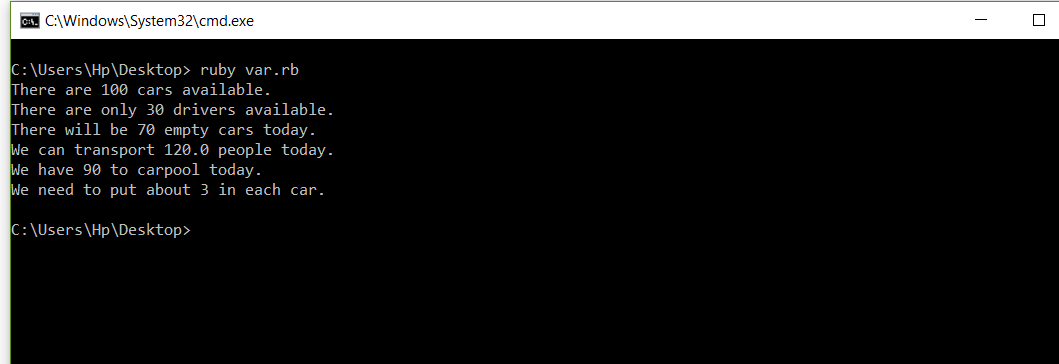 C:\Windows\System32\cmd.exe
C:\Users\Hp\Desktop> ruby var.rb
There are 100 cars available.
There are only 30 drivers available.
There will be 70 empty cars today.
We can transport 120.0 people today.
We have 90 to carpool today.
We need to put about 3 in each car.
C:\Users\Hp\Desktop>